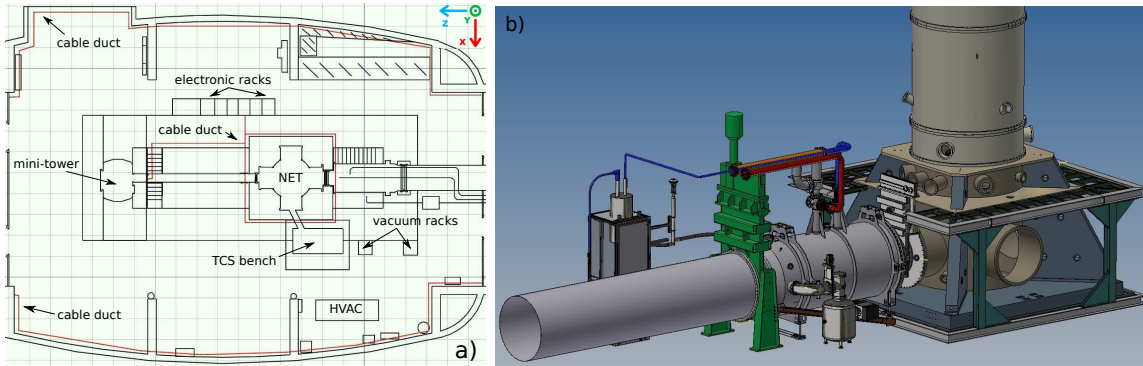 cable duct
Z
Y
X
electronic racks
cable duct
mini-tower
NET
vacuum racks
TCS bench
cable duct
HVAC
a)
b)